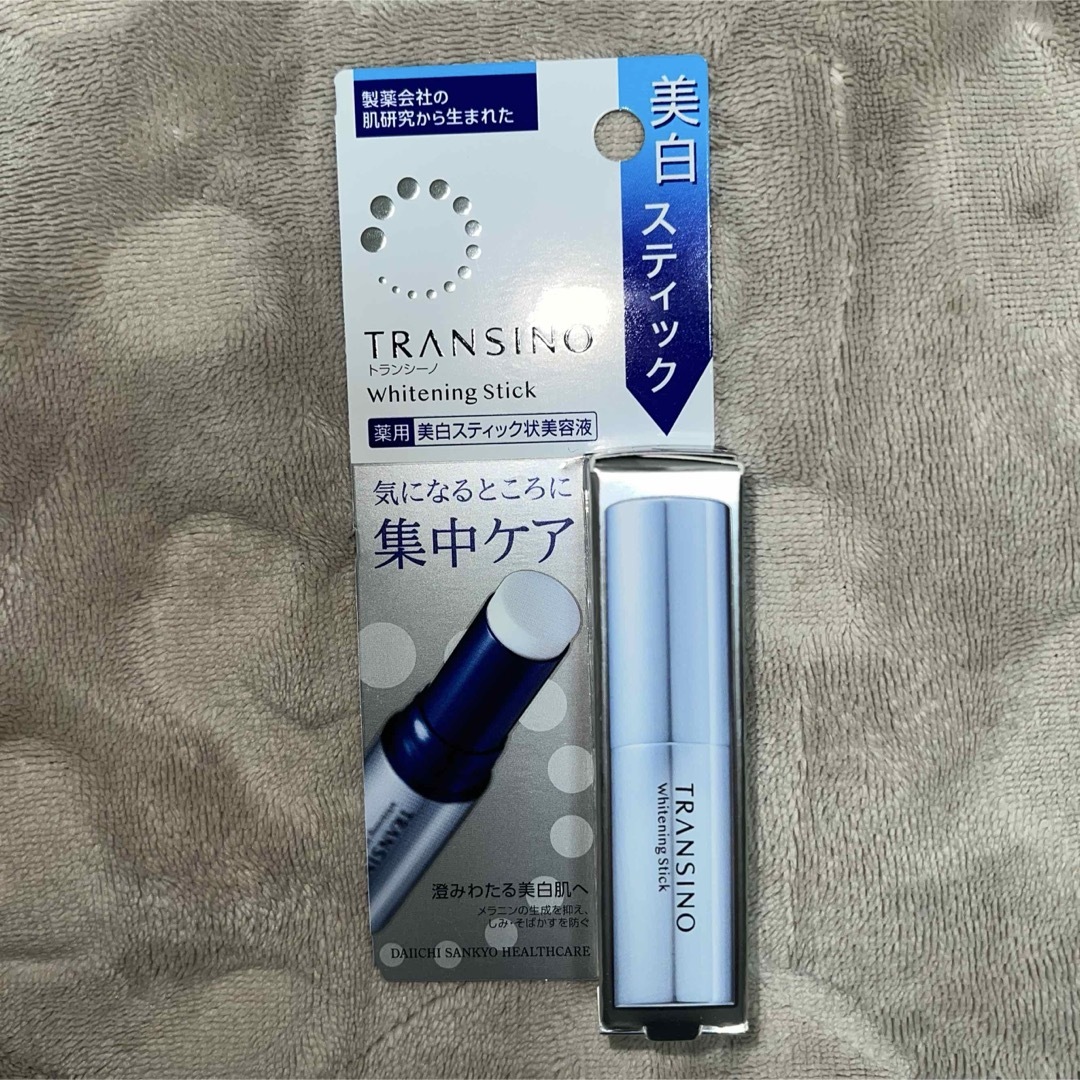 製薬会社の
肌研究から生まれた
美白スティック
TRANSINO
トランシーノ
Whitening Stick
薬用 美白スティック状美容液
気になるところに
集中ケア
TRANSINO
Whitening Stick
澄みわたる美白肌へ
メラニンの生成を抑え、
しみ・そばかすを防ぐ
DAIICHI SANKYO HEALTHCARE